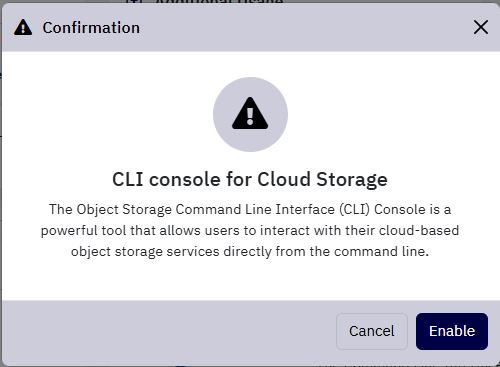 Confirmation
CLI console for Cloud Storage
The Object Storage Command Line Interface (CLI) Console is a
powerful tool that allows users to interact with their cloud-based
object storage services directly from the command line.
Cancel
Enable